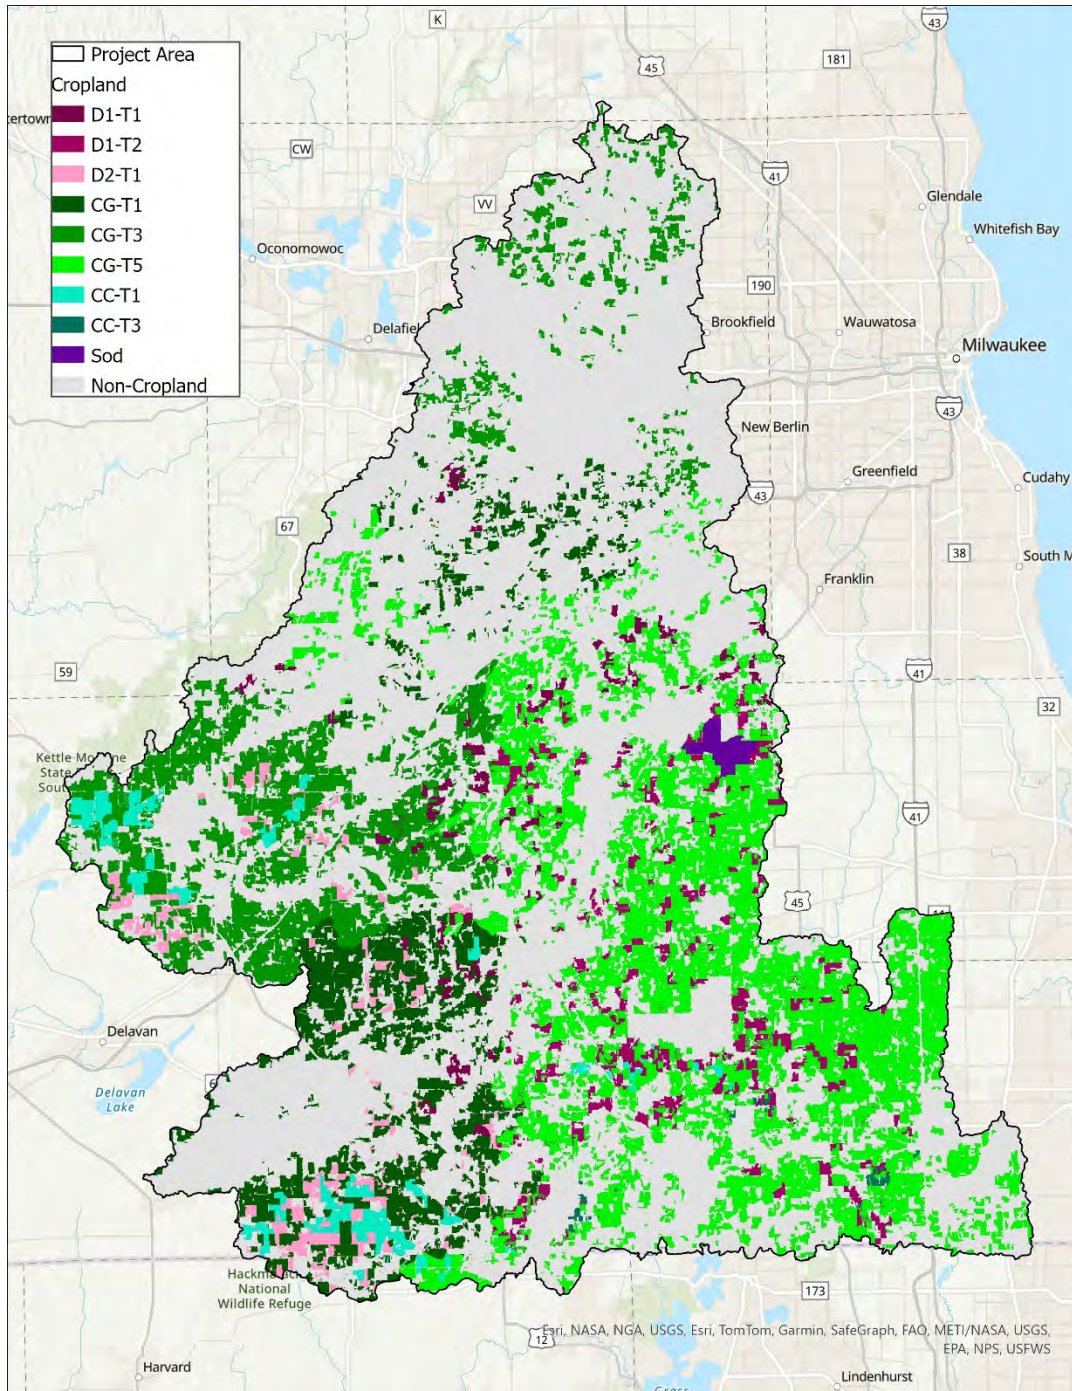 Project Area
Cropland
D1-T1
D1-T2
D2-T1
CG-T1
CG-T3
CG-T5
CC-T1
CC-T3
Sod
Non-Cropland
K
43
45
181
CW
41
VV
Glendale
Whitefish Bay
Oconomowoc
190
Brookfield
Wauwatosa
Milwaukee
43
New Berlin
Greenfield
43
Cudahy
67
38
South M
Franklin
59
41
32
Kettle Mo ne
State
Sou
41
45
Delavan
Delavan
Lake
National
Wildlife Refuge
173
12
Esri, NASA, NGA, USGS, Esri, TomTom, Garmin, SafeGraph, FAO, METI/NASA, USGS,
EPA, NPS, USFWS
Harvard
Lindenhurst